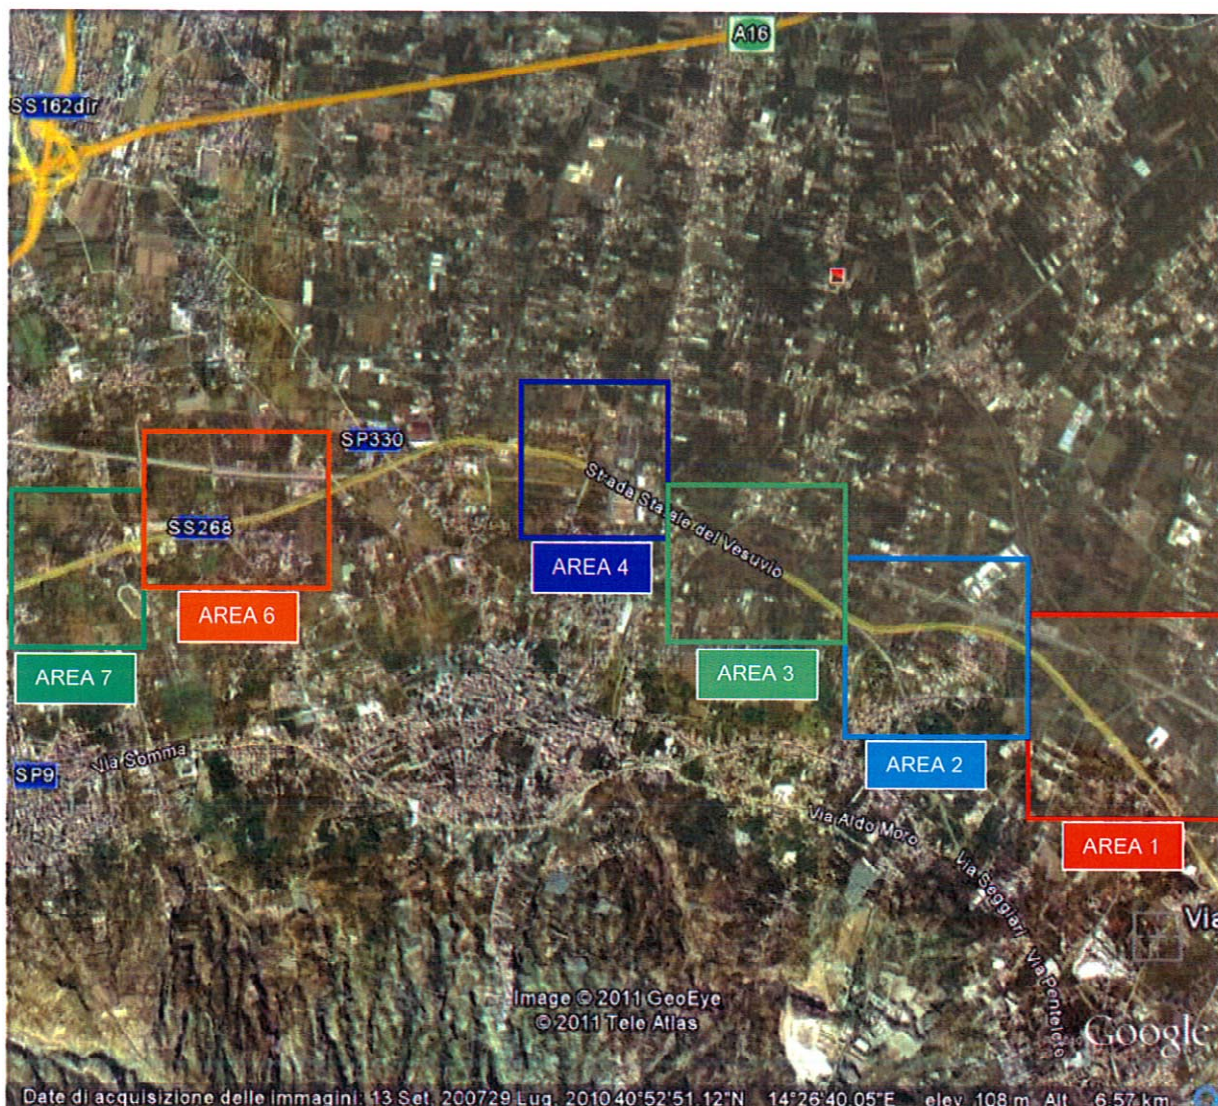 A16
SS162dir
SP330
Strada Statale del Vesuvio
SS268
AREA 4
AREA 6
AREA 3
AREA 7
AREA 2
Via Somma
SP9
Via Aldo Moro
AREA 1
Via Seggiari
Via
Via Pentelete
Image © 2011 GeoEye
© 2011 Tele Atlas
Google
Date di acquisizione delle immagini: 13 Set, 200729 Lug, 2010 40°52'51.12"N 14°26'40.05"E elev 108 m Alt 6.57 km